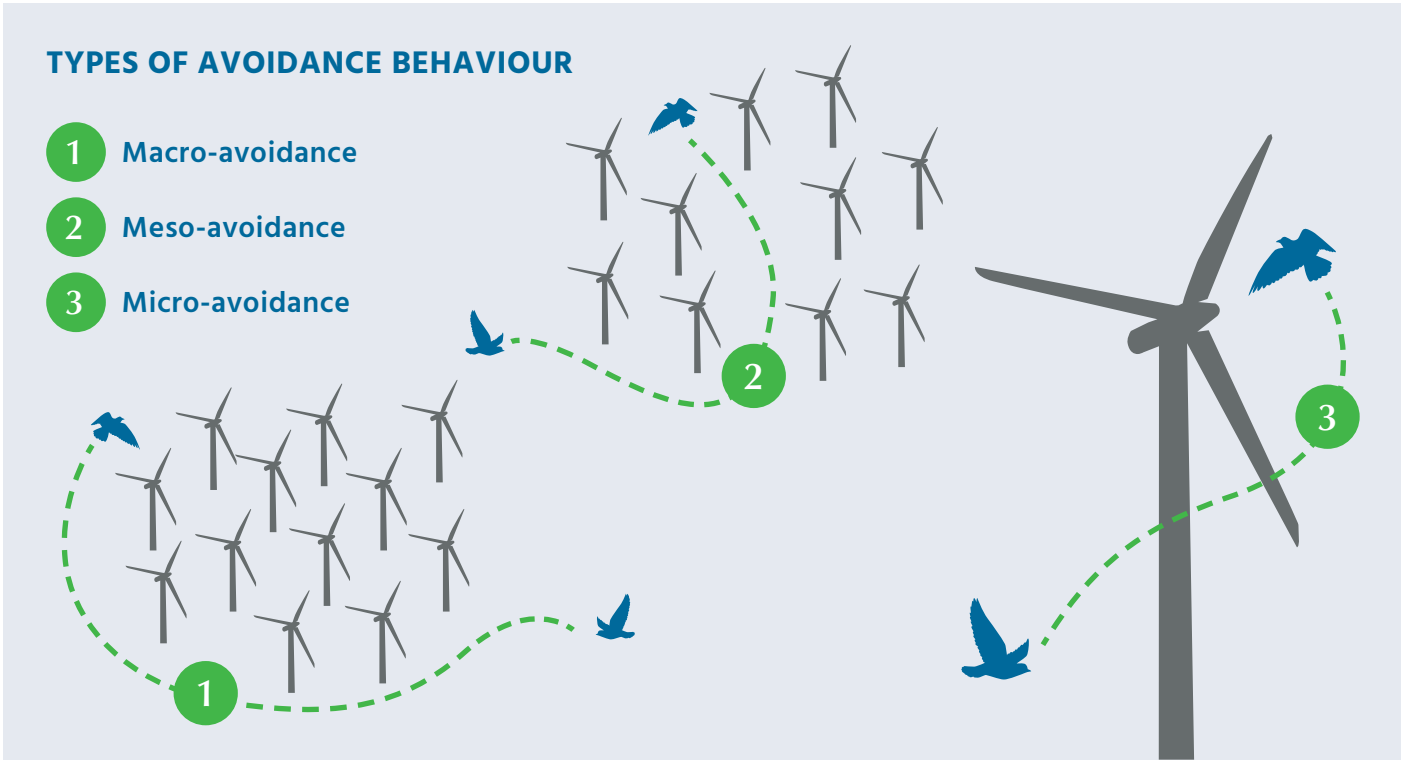 TYPES OF AVOIDANCE BEHAVIOUR
1 Macro-avoidance
2 Meso-avoidance
3 Micro-avoidance
2
3
1